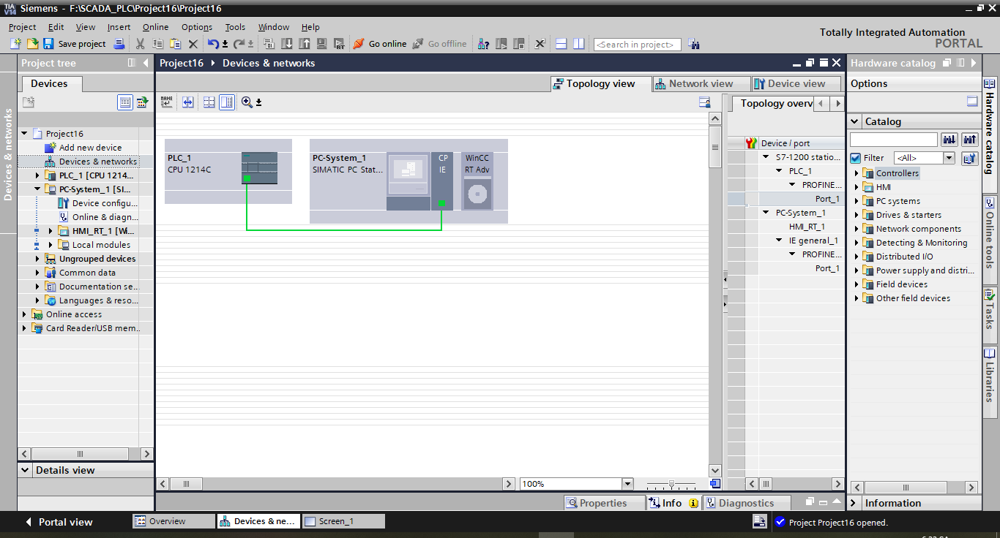 TIA V14 Siemens - F:\SCADA_PLC\Project16\Project16
Project Edit View Insert Online Options Tools Window Help
Totally Integrated Automation
PORTAL
Save project Go online Go offline <Search in project>
Project tree
Project16 Devices & networks
Hardware catalog
Devices
Topology view Network view Device view
Options
NAME
Topology overv
Catalog
Filter <All>
Devices & networks
Project16
Add new device
Devices & networks
PLC_1 [CPU 1214...
PC-System_1 [SI...
Device configu...
Online & diagn...
HMI_RT_1 [Wi...
Local modules
Ungrouped devices
Common data
Documentation se...
Languages & reso...
Online access
Card Reader/USB mem..
Details view
PLC_1
CPU 1214C
PC-System_1
SIMATIC PC Stat...
CP
IE
WinCC
RT Adv
Device / port
S7-1200 statio...
PLC_1
PROFINE...
Port_1
PC-System_1
HMI_RT_1
IE general_1
PROFINE...
Port_1
Controllers
HMI
PC systems
Drives & starters
Network components
Detecting & Monitoring
Distributed I/O
Power supply and distri...
Field devices
Other field devices
Hardware catalog
Online tools
Tasks
Libraries
100%
Properties Info Diagnostics
Information
Portal view Overview Devices & ne... Screen_1
Project Project16 opened.